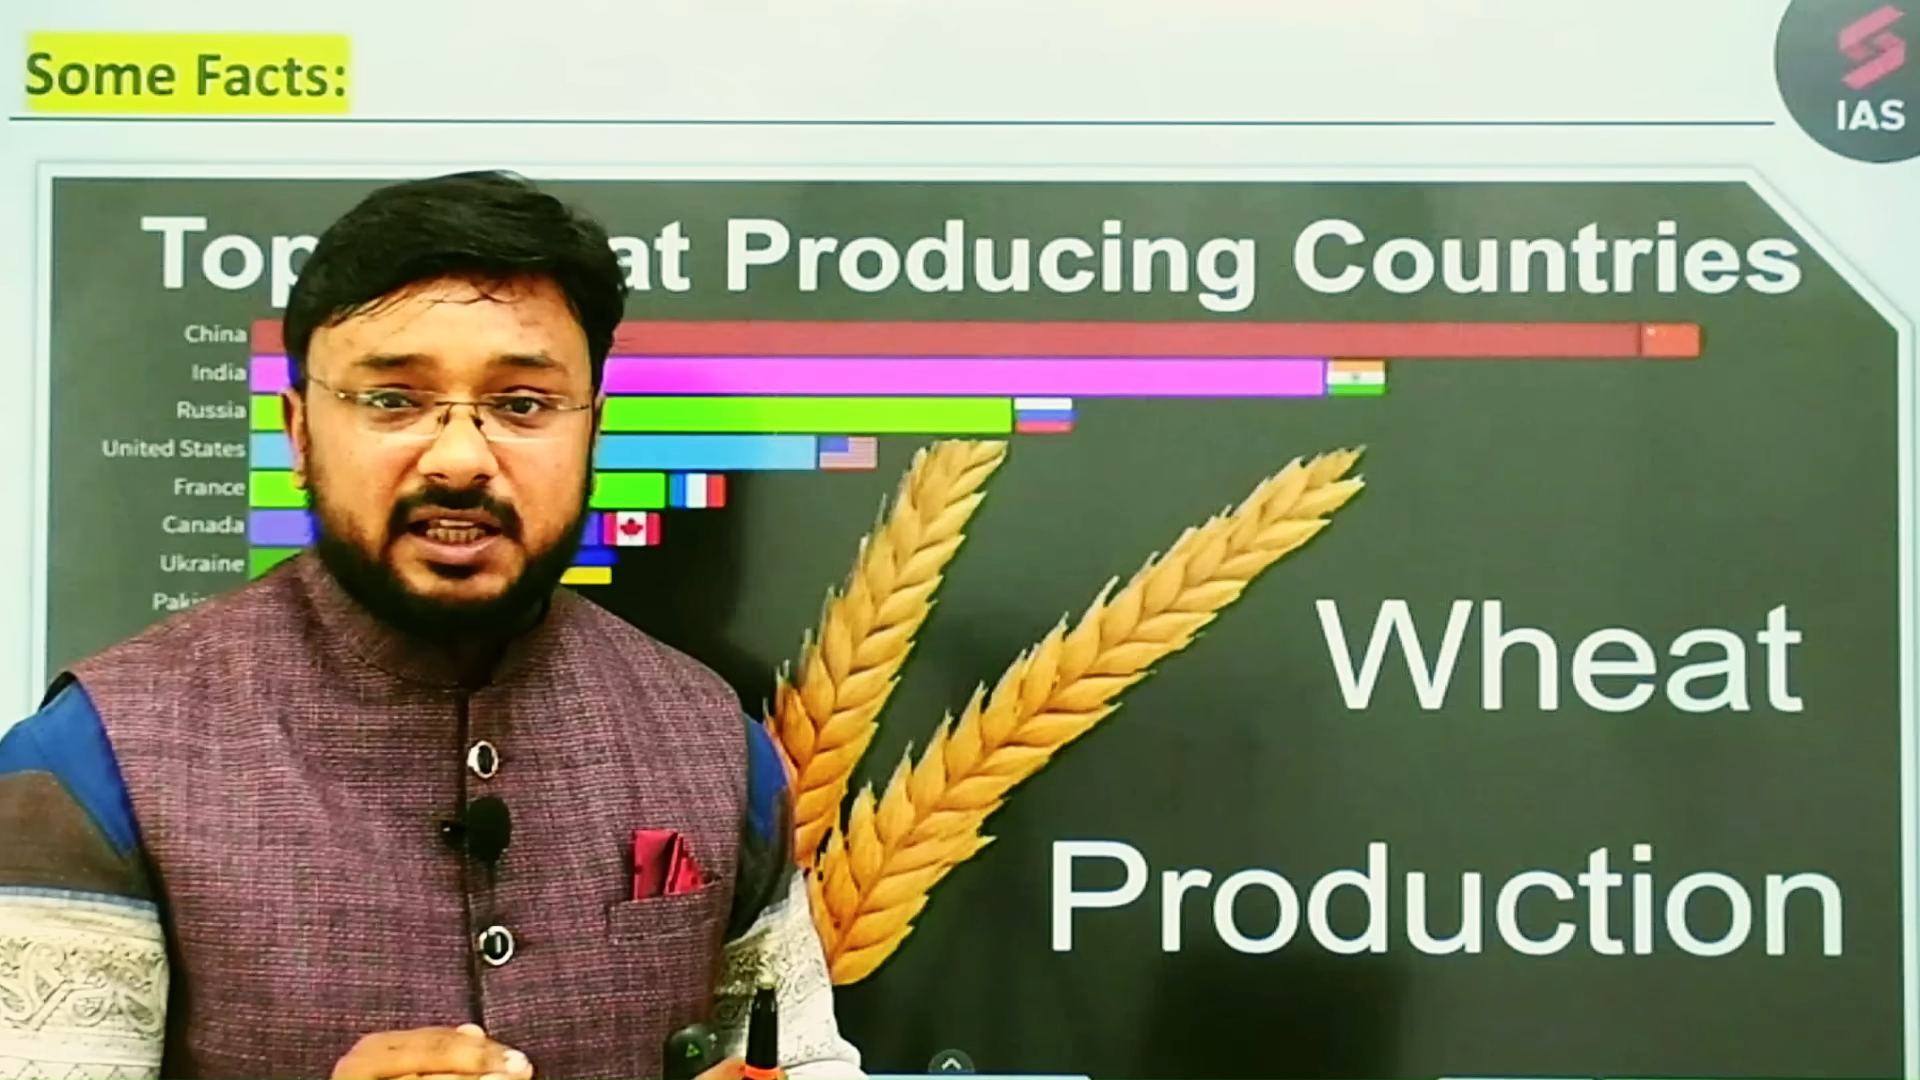 Some Facts:
IAS
Top at Producing Countries
China
India
Russia
United States
France
Canada
Ukraine
Wheat
Production